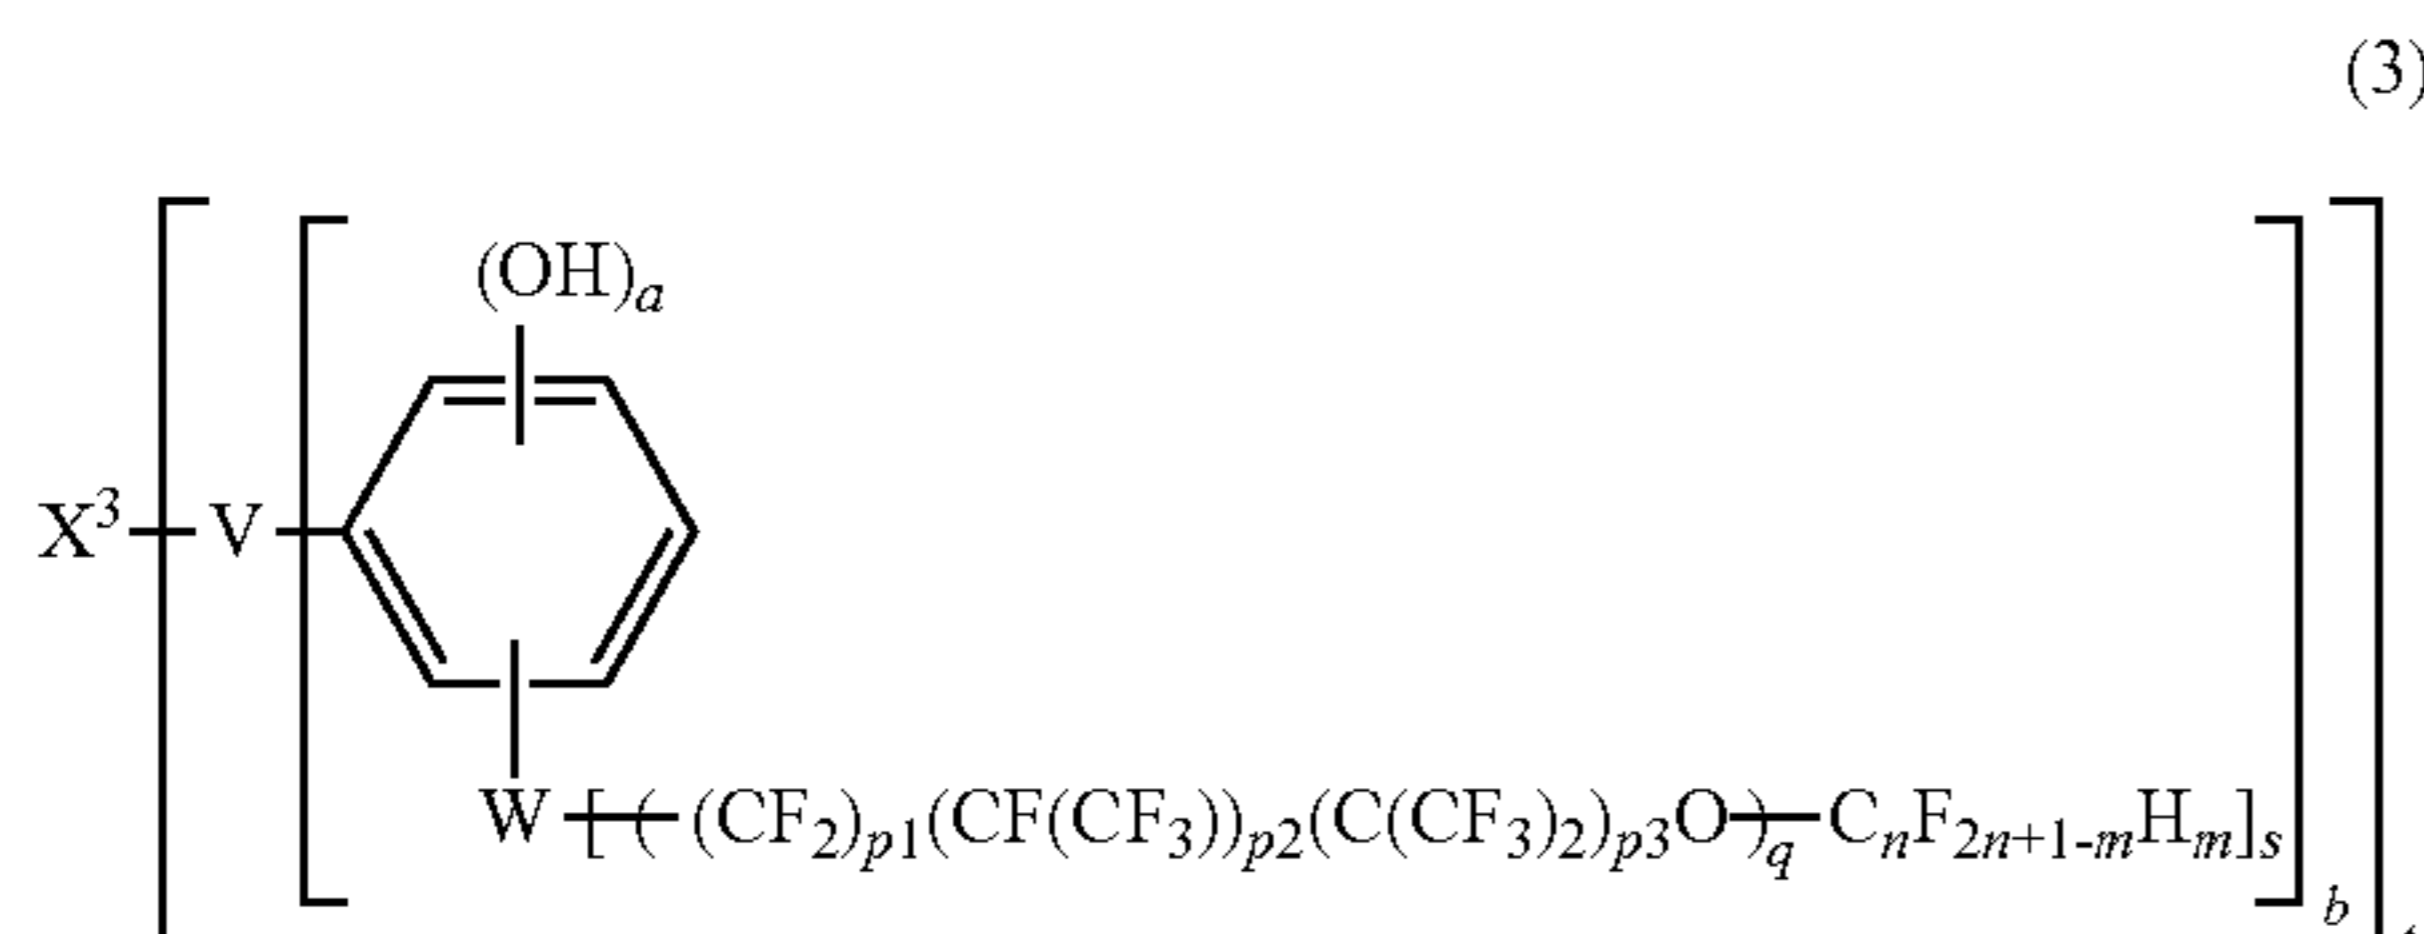 (3)
(OH)a
X³ V
W [ ( (CF₂)p1(CF(CF₃))p2(C(CF₃)₂)p3O )q CnF2n+1-mHm]s
b